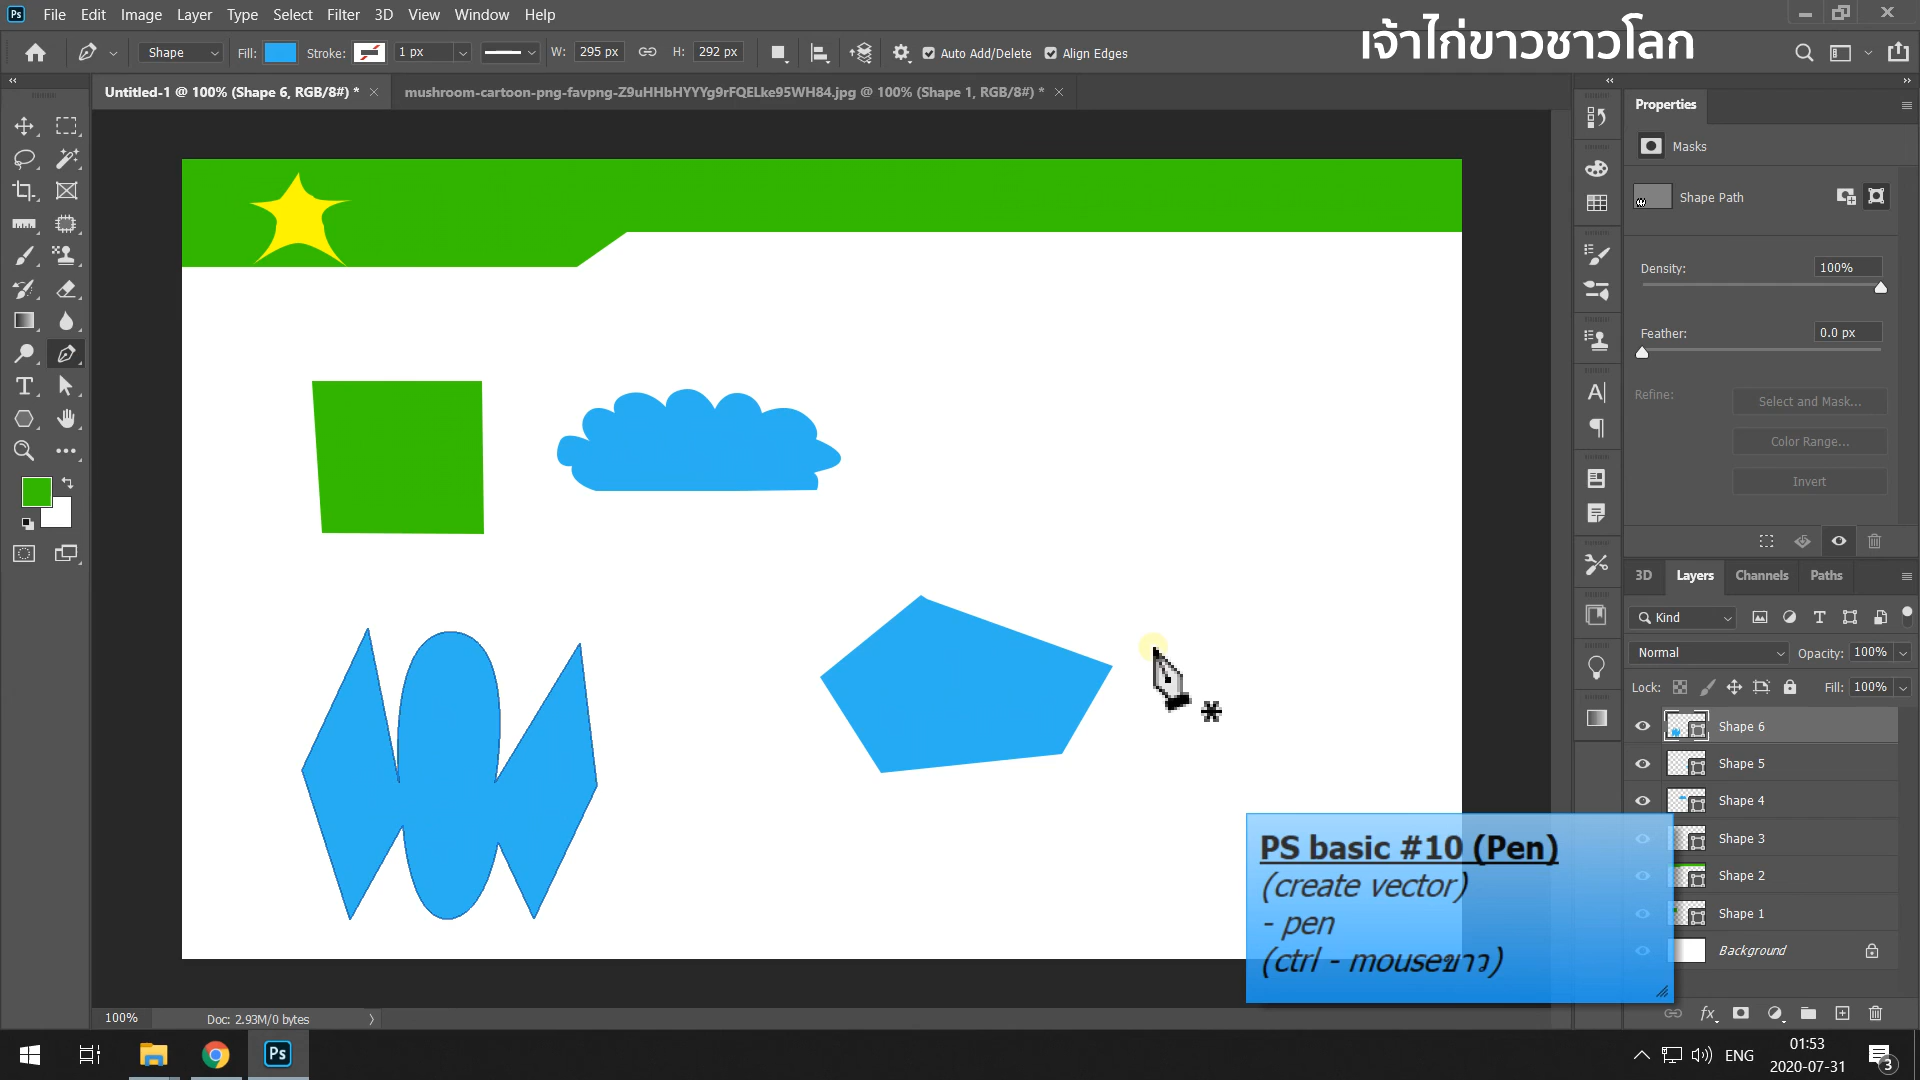 Ps File Edit Image Layer Type Select Filter 3D View Window Help
เจ้าไก่ขาวชาวโลก
Shape Fill: Stroke: 1 px W: 295 px H: 292 px Auto Add/Delete Align Edges
Untitled-1 @ 100% (Shape 6, RGB/8#) * mushroom-cartoon-png-favpng-Z9uHHbHYYYg9rFQELke95WH84.jpg @ 100% (Shape 1, RGB/8#) *
Properties
Masks
Shape Path
Density: 100%
Feather: 0.0 px
Refine: Select and Mask...
Color Range...
Invert
3D Layers Channels Paths
Kind
Normal Opacity: 100%
Lock: Fill: 100%
Shape 6
Shape 5
Shape 4
Shape 3
Shape 2
Shape 1
Background
PS basic #10 (Pen)
(create vector)
- pen
(ctrl - mouseขาว)
100% Doc: 2.93M/0 bytes
Ps ENG 01:53
2020-07-31
3